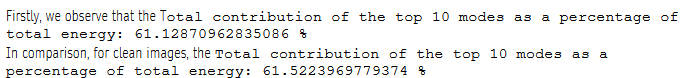 Firstly, we observe that the Total contribution of the top 10 modes as a percentage of
total energy: 61.12870962835086 %
In comparison, for clean images, the Total contribution of the top 10 modes as a
percentage of total energy: 61.5223969779374 %